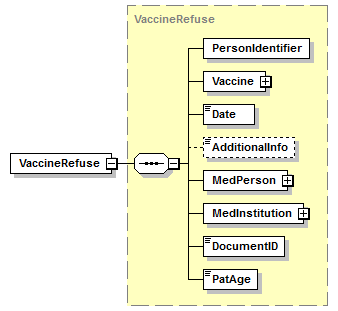 VaccineRefuse
PersonIdentifier
Vaccine
Date
AdditionalInfo
VaccineRefuse
MedPerson
MedInstitution
DocumentID
PatAge